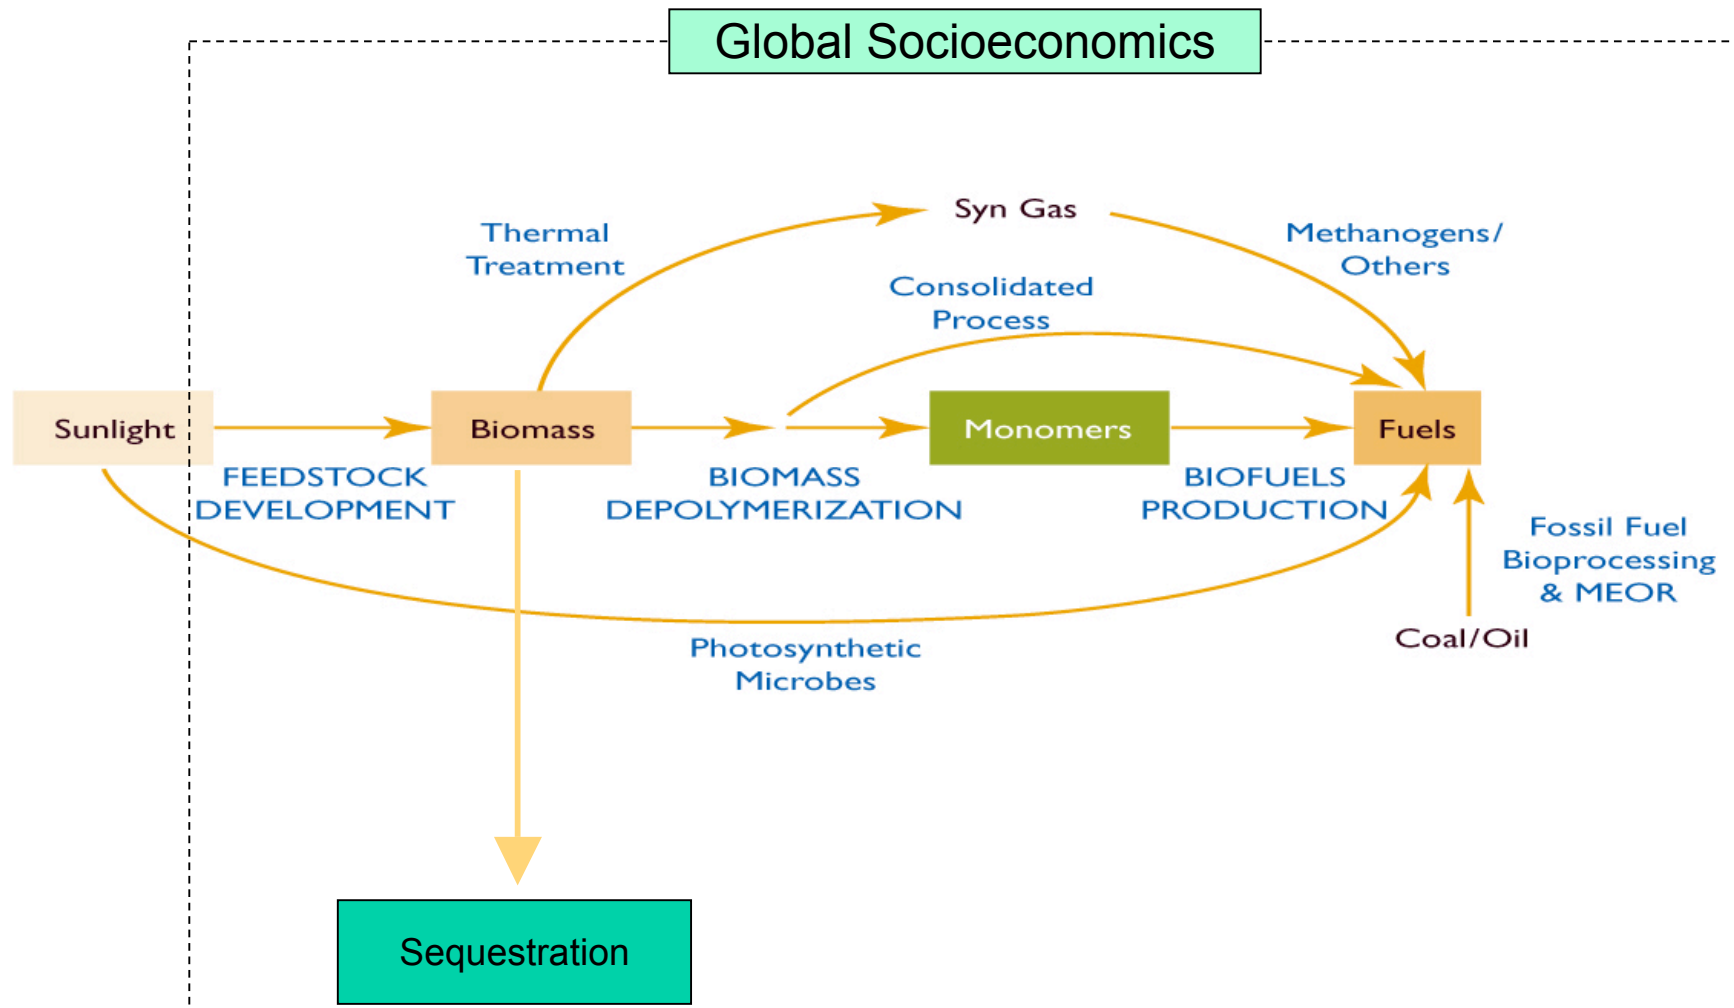 Global Socioeconomics
Syn Gas
Thermal
Treatment
Methanogens/
Others
Consolidated
Process
Sunlight
Biomass
Monomers
Fuels
FEEDSTOCK
DEVELOPMENT
BIOMASS
DEPOLYMERIZATION
BIOFUELS
PRODUCTION
Fossil Fuel
Bioprocessing
& MEOR
Coal/Oil
Photosynthetic
Microbes
Sequestration